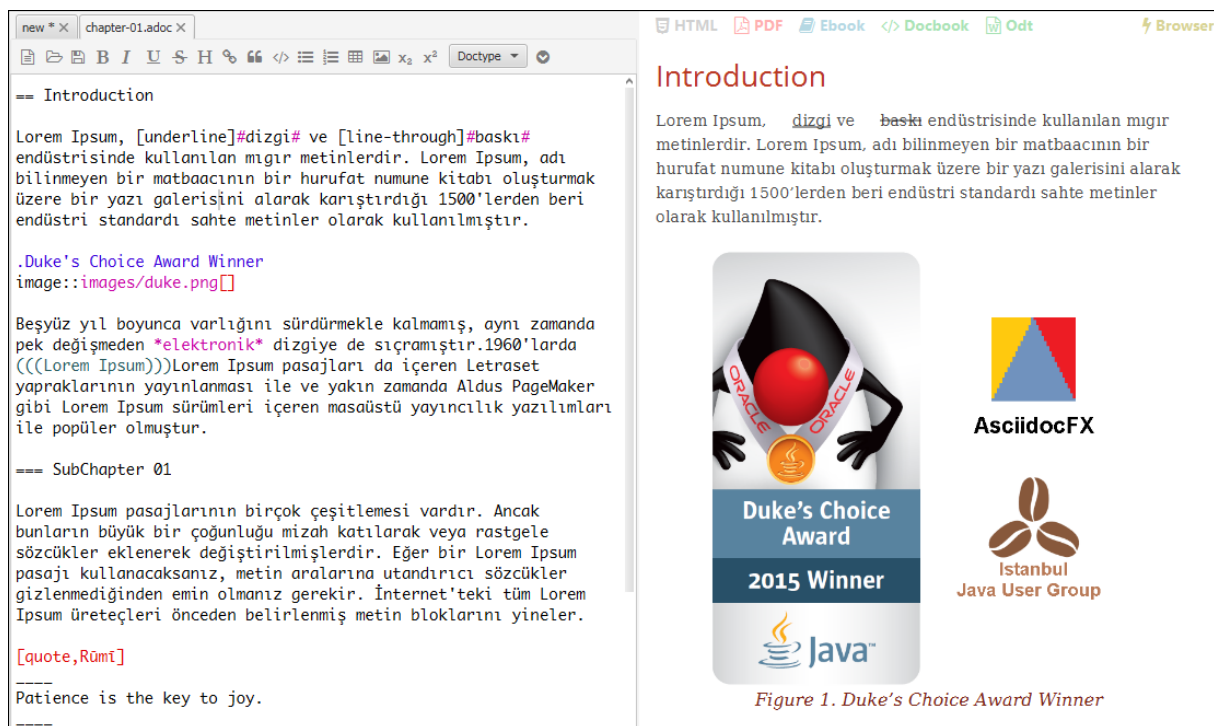 new *
chapter-01.adoc
B I U S H </> x₂ x² Doctype
== Introduction
Lorem Ipsum, [underline]#dizgi# ve [line-through]#baskı#
endüstrisinde kullanılan mıgır metinlerdir. Lorem Ipsum, adı
bilinmeyen bir matbaacının bir hurufat numune kitabı oluşturmak
üzere bir yazı galerisini alarak karıştırdığı 1500'lerden beri
endüstri standardı sahte metinler olarak kullanılmıştır.
.Duke's Choice Award Winner
image::images/duke.png[]
Beşyüz yıl boyunca varlığını sürdürmekle kalmamış, aynı zamanda
pek değişmeden *elektronik* dizgiye de sıçramıştır.1960'larda
(((Lorem Ipsum)))Lorem Ipsum pasajları da içeren Letraset
yapraklarının yayınlanması ile ve yakın zamanda Aldus PageMaker
gibi Lorem Ipsum sürümleri içeren masaüstü yayıncılık yazılımları
ile popüler olmuştur.
=== SubChapter 01
Lorem Ipsum pasajlarının birçok çeşitlemesi vardır. Ancak
bunların büyük bir çoğunluğu mizah katılarak veya rastgele
sözcükler eklenerek değiştirilmişlerdir. Eğer bir Lorem Ipsum
pasajı kullanacaksanız, metin aralarına utandırıcı sözcükler
gizlenmediğinden emin olmanız gerekir. İnternet'teki tüm Lorem
Ipsum üreteçleri önceden belirlenmiş metin bloklarını yineler.
[quote,Rūmī]
____
Patience is the key to joy.
____
HTML PDF Ebook </> Docbook Odt Browser
Introduction
Lorem Ipsum, dizgi ve baskı endüstrisinde kullanılan mıgır
metinlerdir. Lorem Ipsum, adı bilinmeyen bir matbaacının bir
hurufat numune kitabı oluşturmak üzere bir yazı galerisini alarak
karıştırdığı 1500’lerden beri endüstri standardı sahte metinler
olarak kullanılmıştır.
ORACLE
ORACLE
Duke's Choice
Award
2015 Winner
Java™
AsciidocFX
Istanbul
Java User Group
Figure 1. Duke’s Choice Award Winner